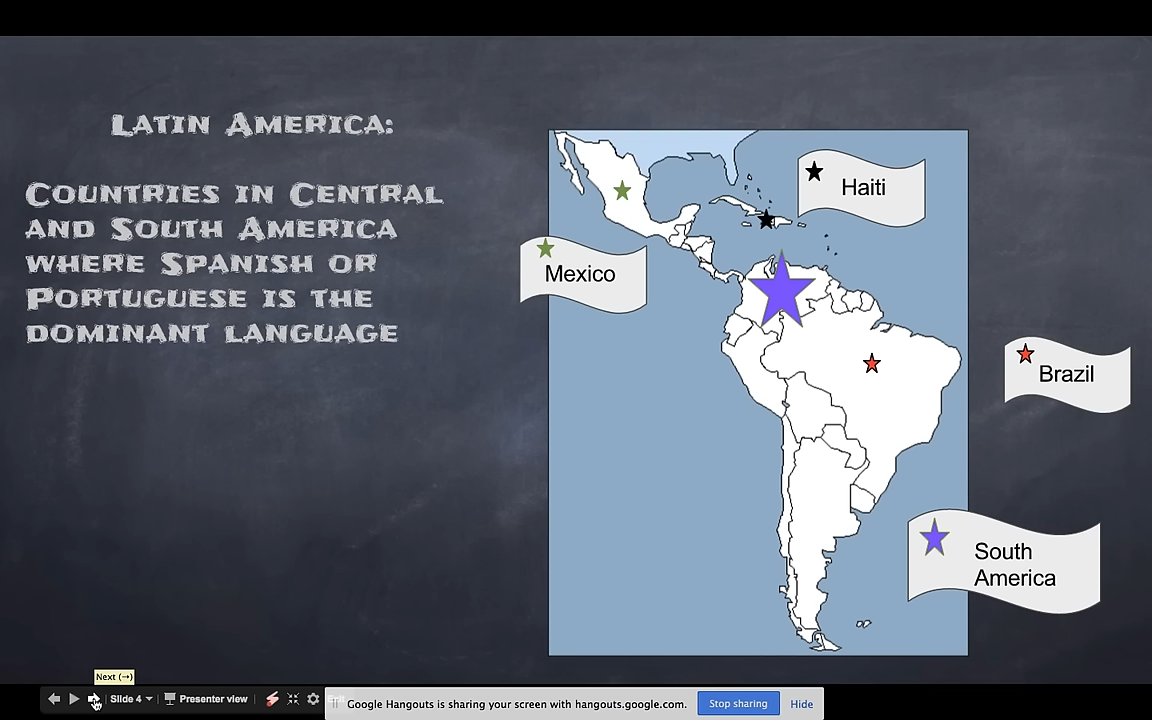 Latin America:
Countries in Central
and South America
where Spanish or
Portuguese is the
dominant language
Haiti
Mexico
Brazil
South
America
Next (→)
Slide 4
Presenter view
Google Hangouts is sharing your screen with hangouts.google.com.
Stop sharing
Hide